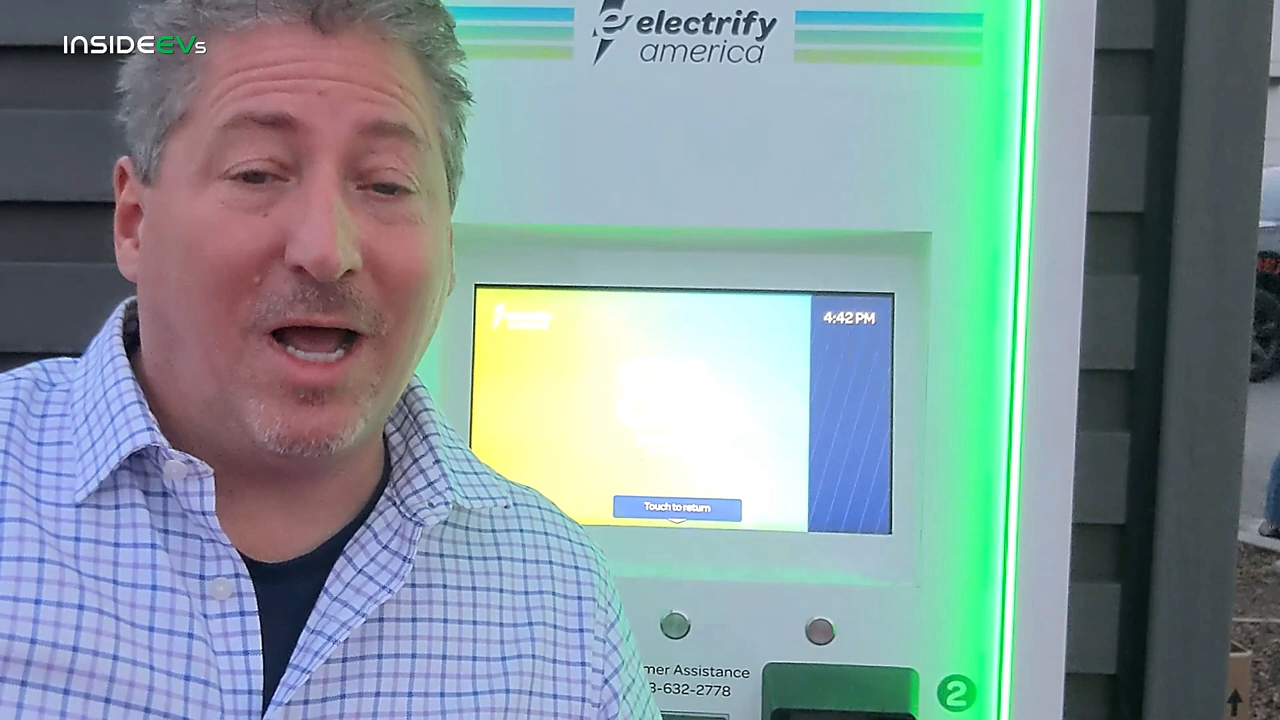 INSIDEEVs
electrify
america
4:42 PM
Touch to return
mer Assistance
3-632-2778
2